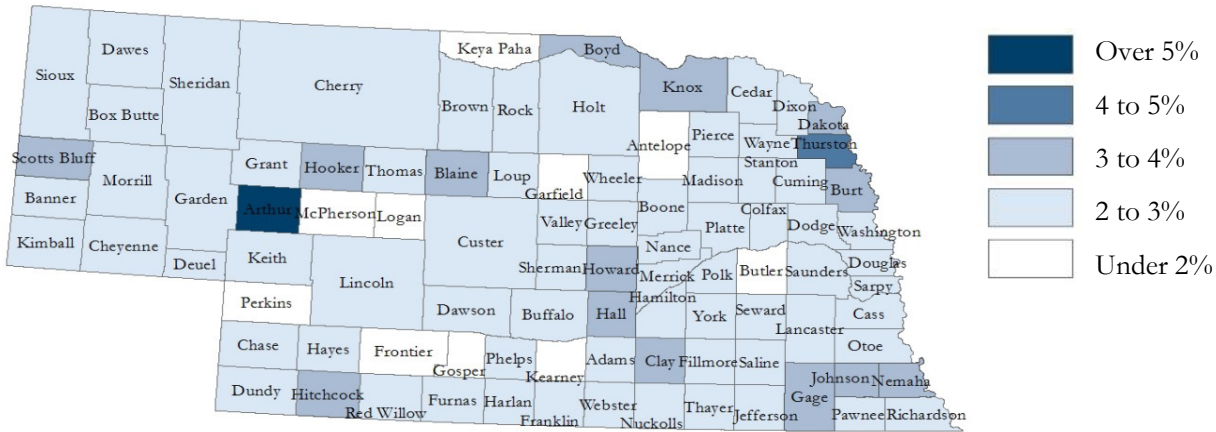 Keya Paha
Boyd
Over 5%
Dawes
Knox
Cedar
Sioux
Sheridan
Cherry
Brown
Rock
Holt
Dixon
4 to 5%
Box Butte
Dakota
Pierce
Antelope
Wayne
Thurston
Scotts Bluff
Grant
Hooker
Thomas
Blaine
Loup
Garfield
Wheeler
Madison
Stanton
Cuming
Burt
3 to 4%
Morrill
Banner
Garden
Arthur
McPherson
Logan
Custer
Valley
Greeley
Boone
Platte
Colfax
Dodge
Washington
2 to 3%
Kimball
Cheyenne
Deuel
Keith
Lincoln
Sherman
Howard
Nance
Merrick
Polk
Butler
Saunders
Douglas
Sarpy
Under 2%
Perkins
Dawson
Buffalo
Hall
Hamilton
York
Seward
Lancaster
Cass
Otoe
Chase
Hayes
Frontier
Gosper
Phelps
Kearney
Adams
Clay
Fillmore
Saline
Johnson
Nemaha
Dundy
Hitchcock
Red Willow
Furnas
Harlan
Franklin
Webster
Nuckolls
Thayer
Jefferson
Gage
Pawnee
Richardson